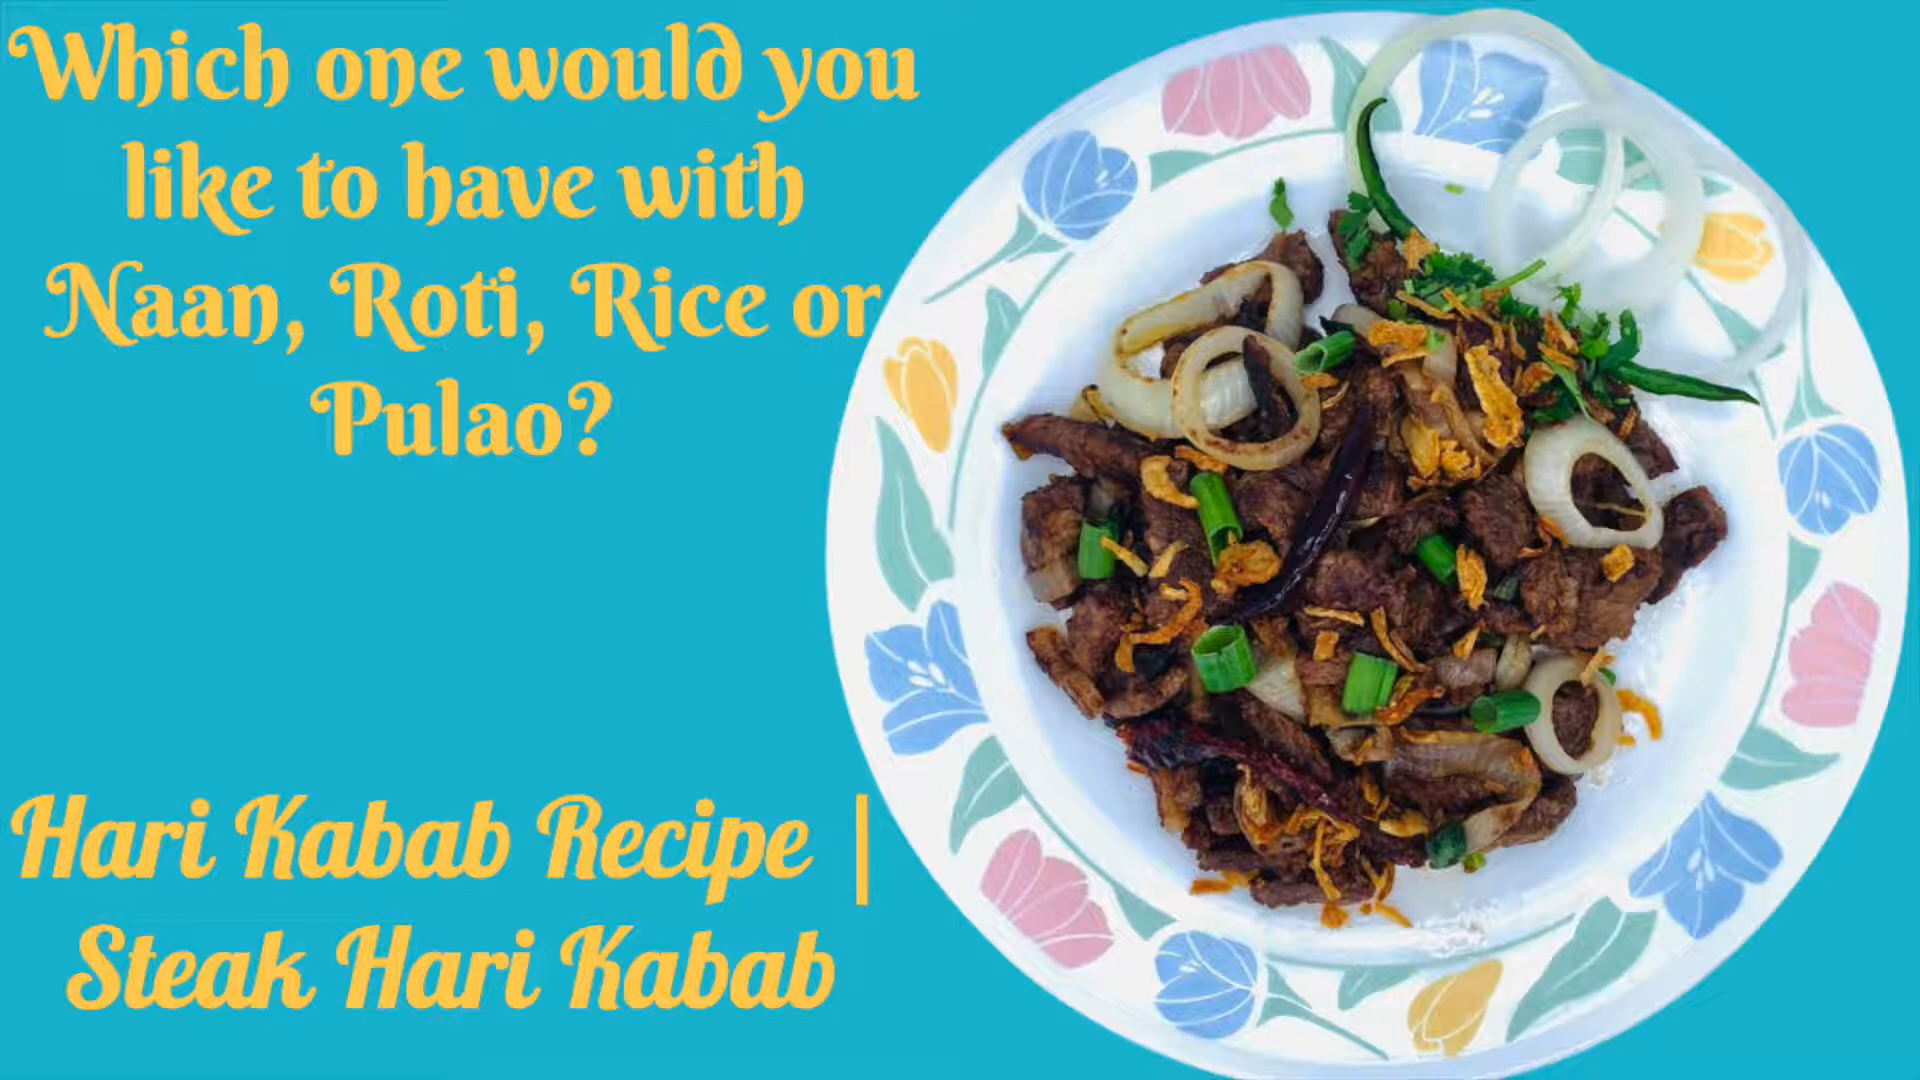 Which one would you
like to have with
Naan, Roti, Rice or
Pulao?
Hari Kabab Recipe |
Steak Hari Kabab